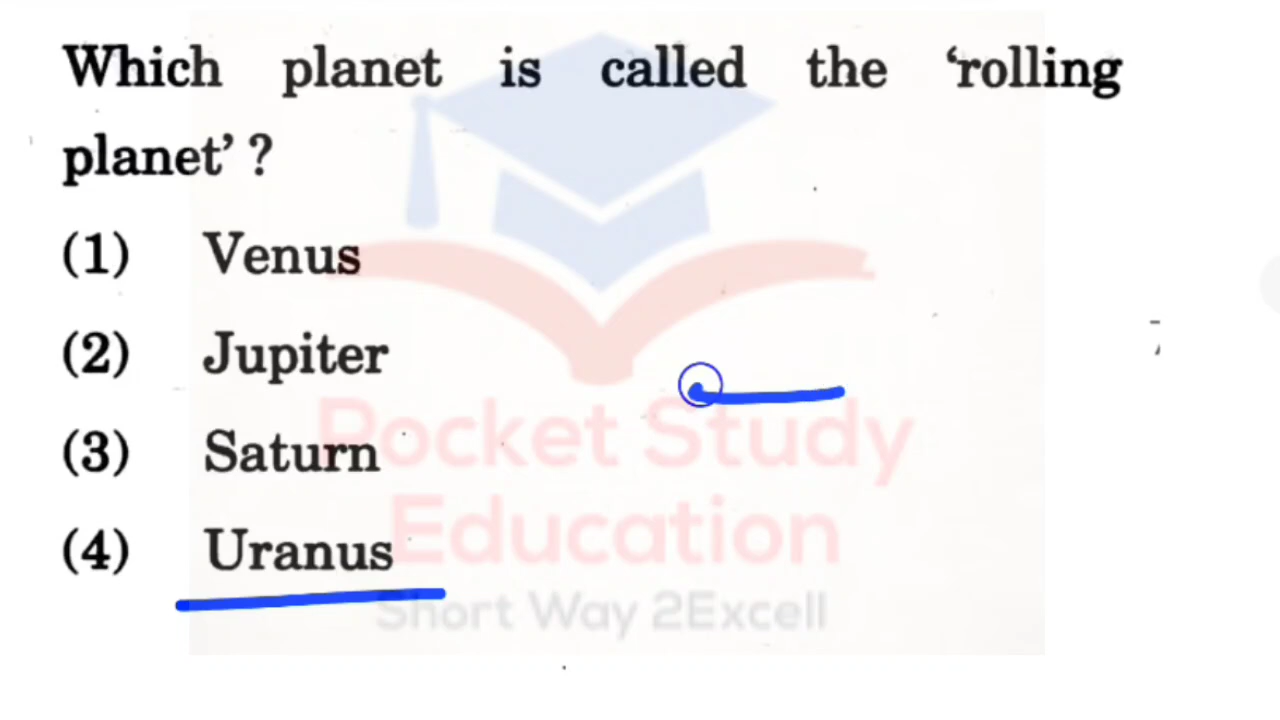 Which planet is called the ‘rolling
planet’ ?
(1) Venus
(2) Jupiter
(3) Saturn
(4) Uranus
Pocket Study
Education
Short Way 2Excell